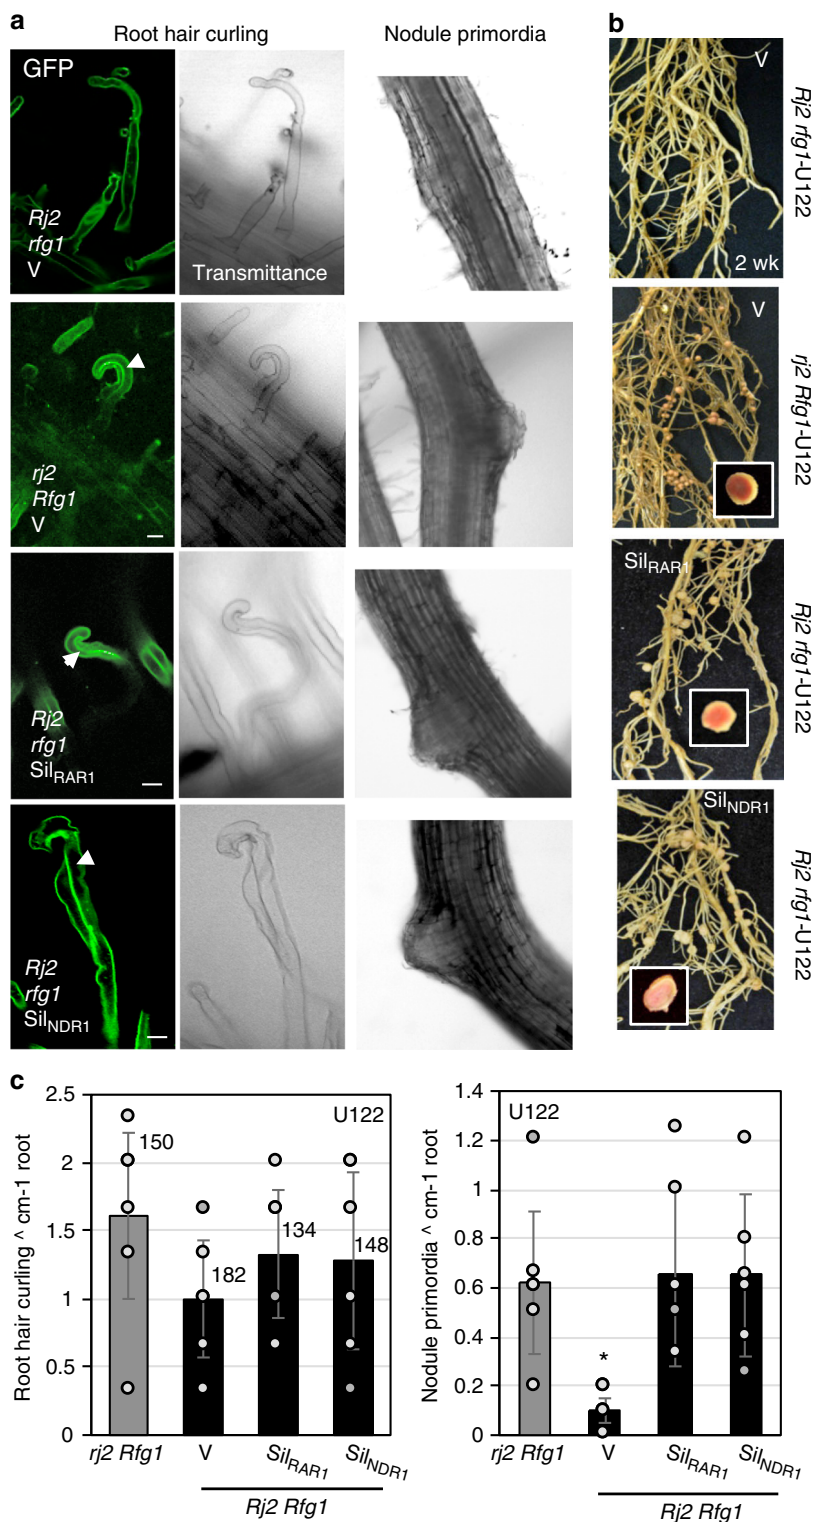 a
Root hair curling
Nodule primordia
GFP
Rj2
rfg1
V
Transmittance
rj2
Rfg1
V
Rj2
rfg1
SilRAR1
Rj2
rfg1
SilNDR1
b
V
2 wk
Rj2 rfg1-U122
V
rj2 Rfg1-U122
SilRAR1
Rj2 rfg1-U122
SilNDR1
Rj2 rfg1-U122
c
2.5
2
1.5
1
0.5
0
Root hair curling ^ cm-1 root
U122
150
182
134
148
rj2 Rfg1
V
SilRAR1
SilNDR1
Rj2 Rfg1
1.4
1.2
1
0.8
0.6
0.4
0.2
0
Nodule primordia ^ cm-1 root
U122
*
rj2 Rfg1
V
SilRAR1
SilNDR1
Rj2 Rfg1